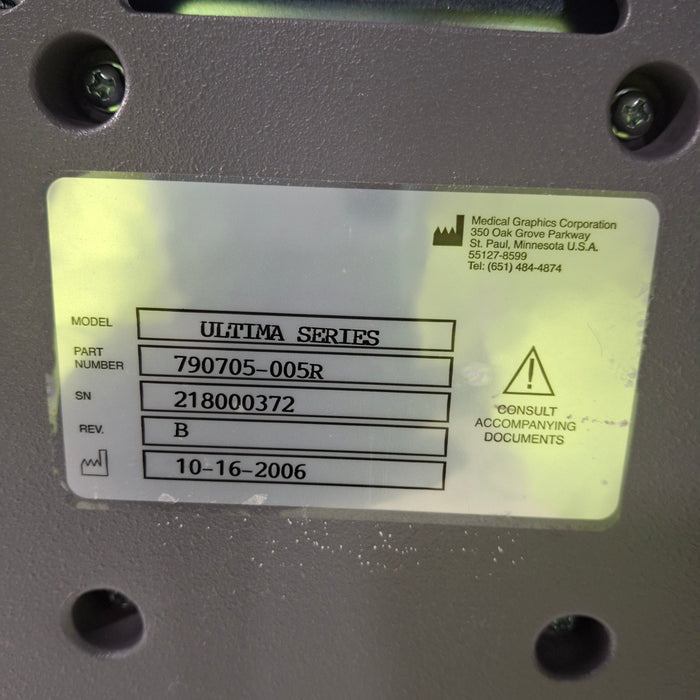 Medical Graphics Corporation
350 Oak Grove Parkway
St. Paul, Minnesota U.S.A.
55127-8599
Tel: (651) 484-4874
MODEL ULTIMA SERIES
PART NUMBER 790705-005R
SN 218000372
REV. B
10-16-2006
CONSULT
ACCOMPANYING
DOCUMENTS